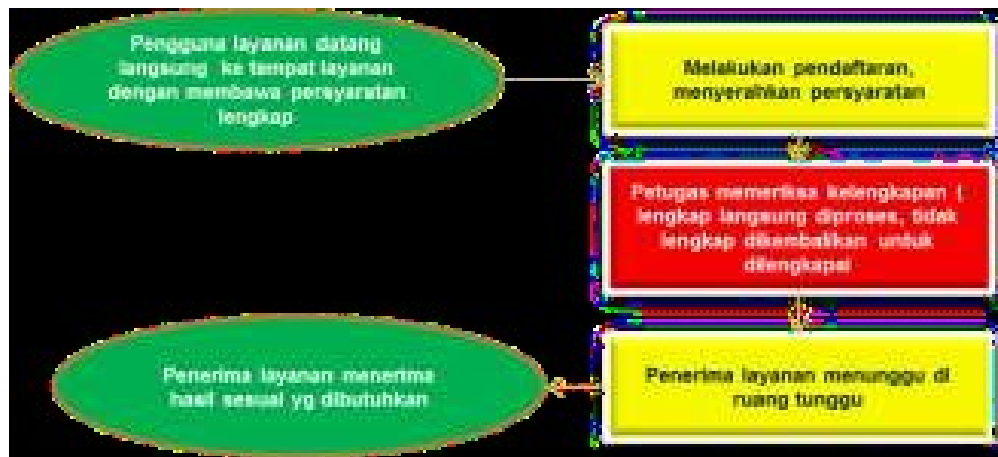 Pengguna layanan datang
langsung ke tempat layanan
dengan membawa persyaratan
lengkap
Melakukan pendaftaran,
menyerahkan persyaratan
Petugas memeriksa kelengkapan (
lengkap langsung diproses, tidak
lengkap dikembalikan untuk
dilengkapai
Penerima layanan menunggu di
ruang tunggu
Penerima layanan menerima
hasil sesuai yg dibutuhkan